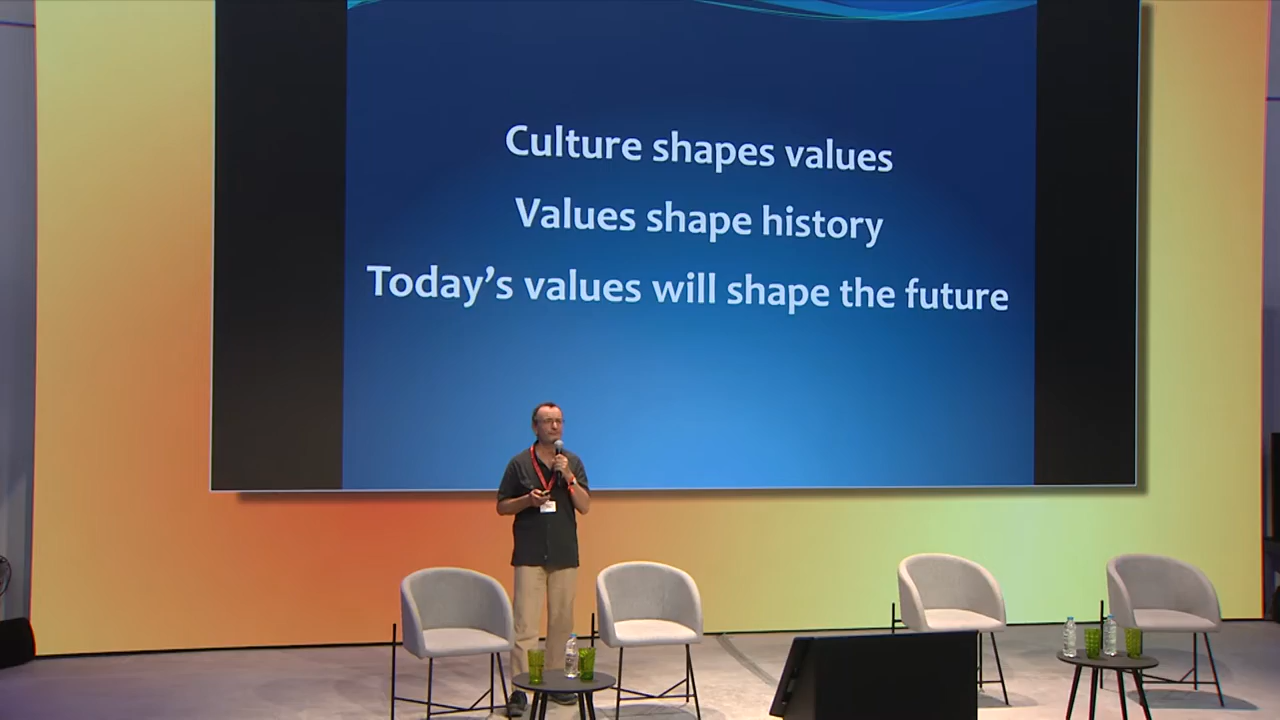 Culture shapes values
Values shape history
Today’s values will shape the future